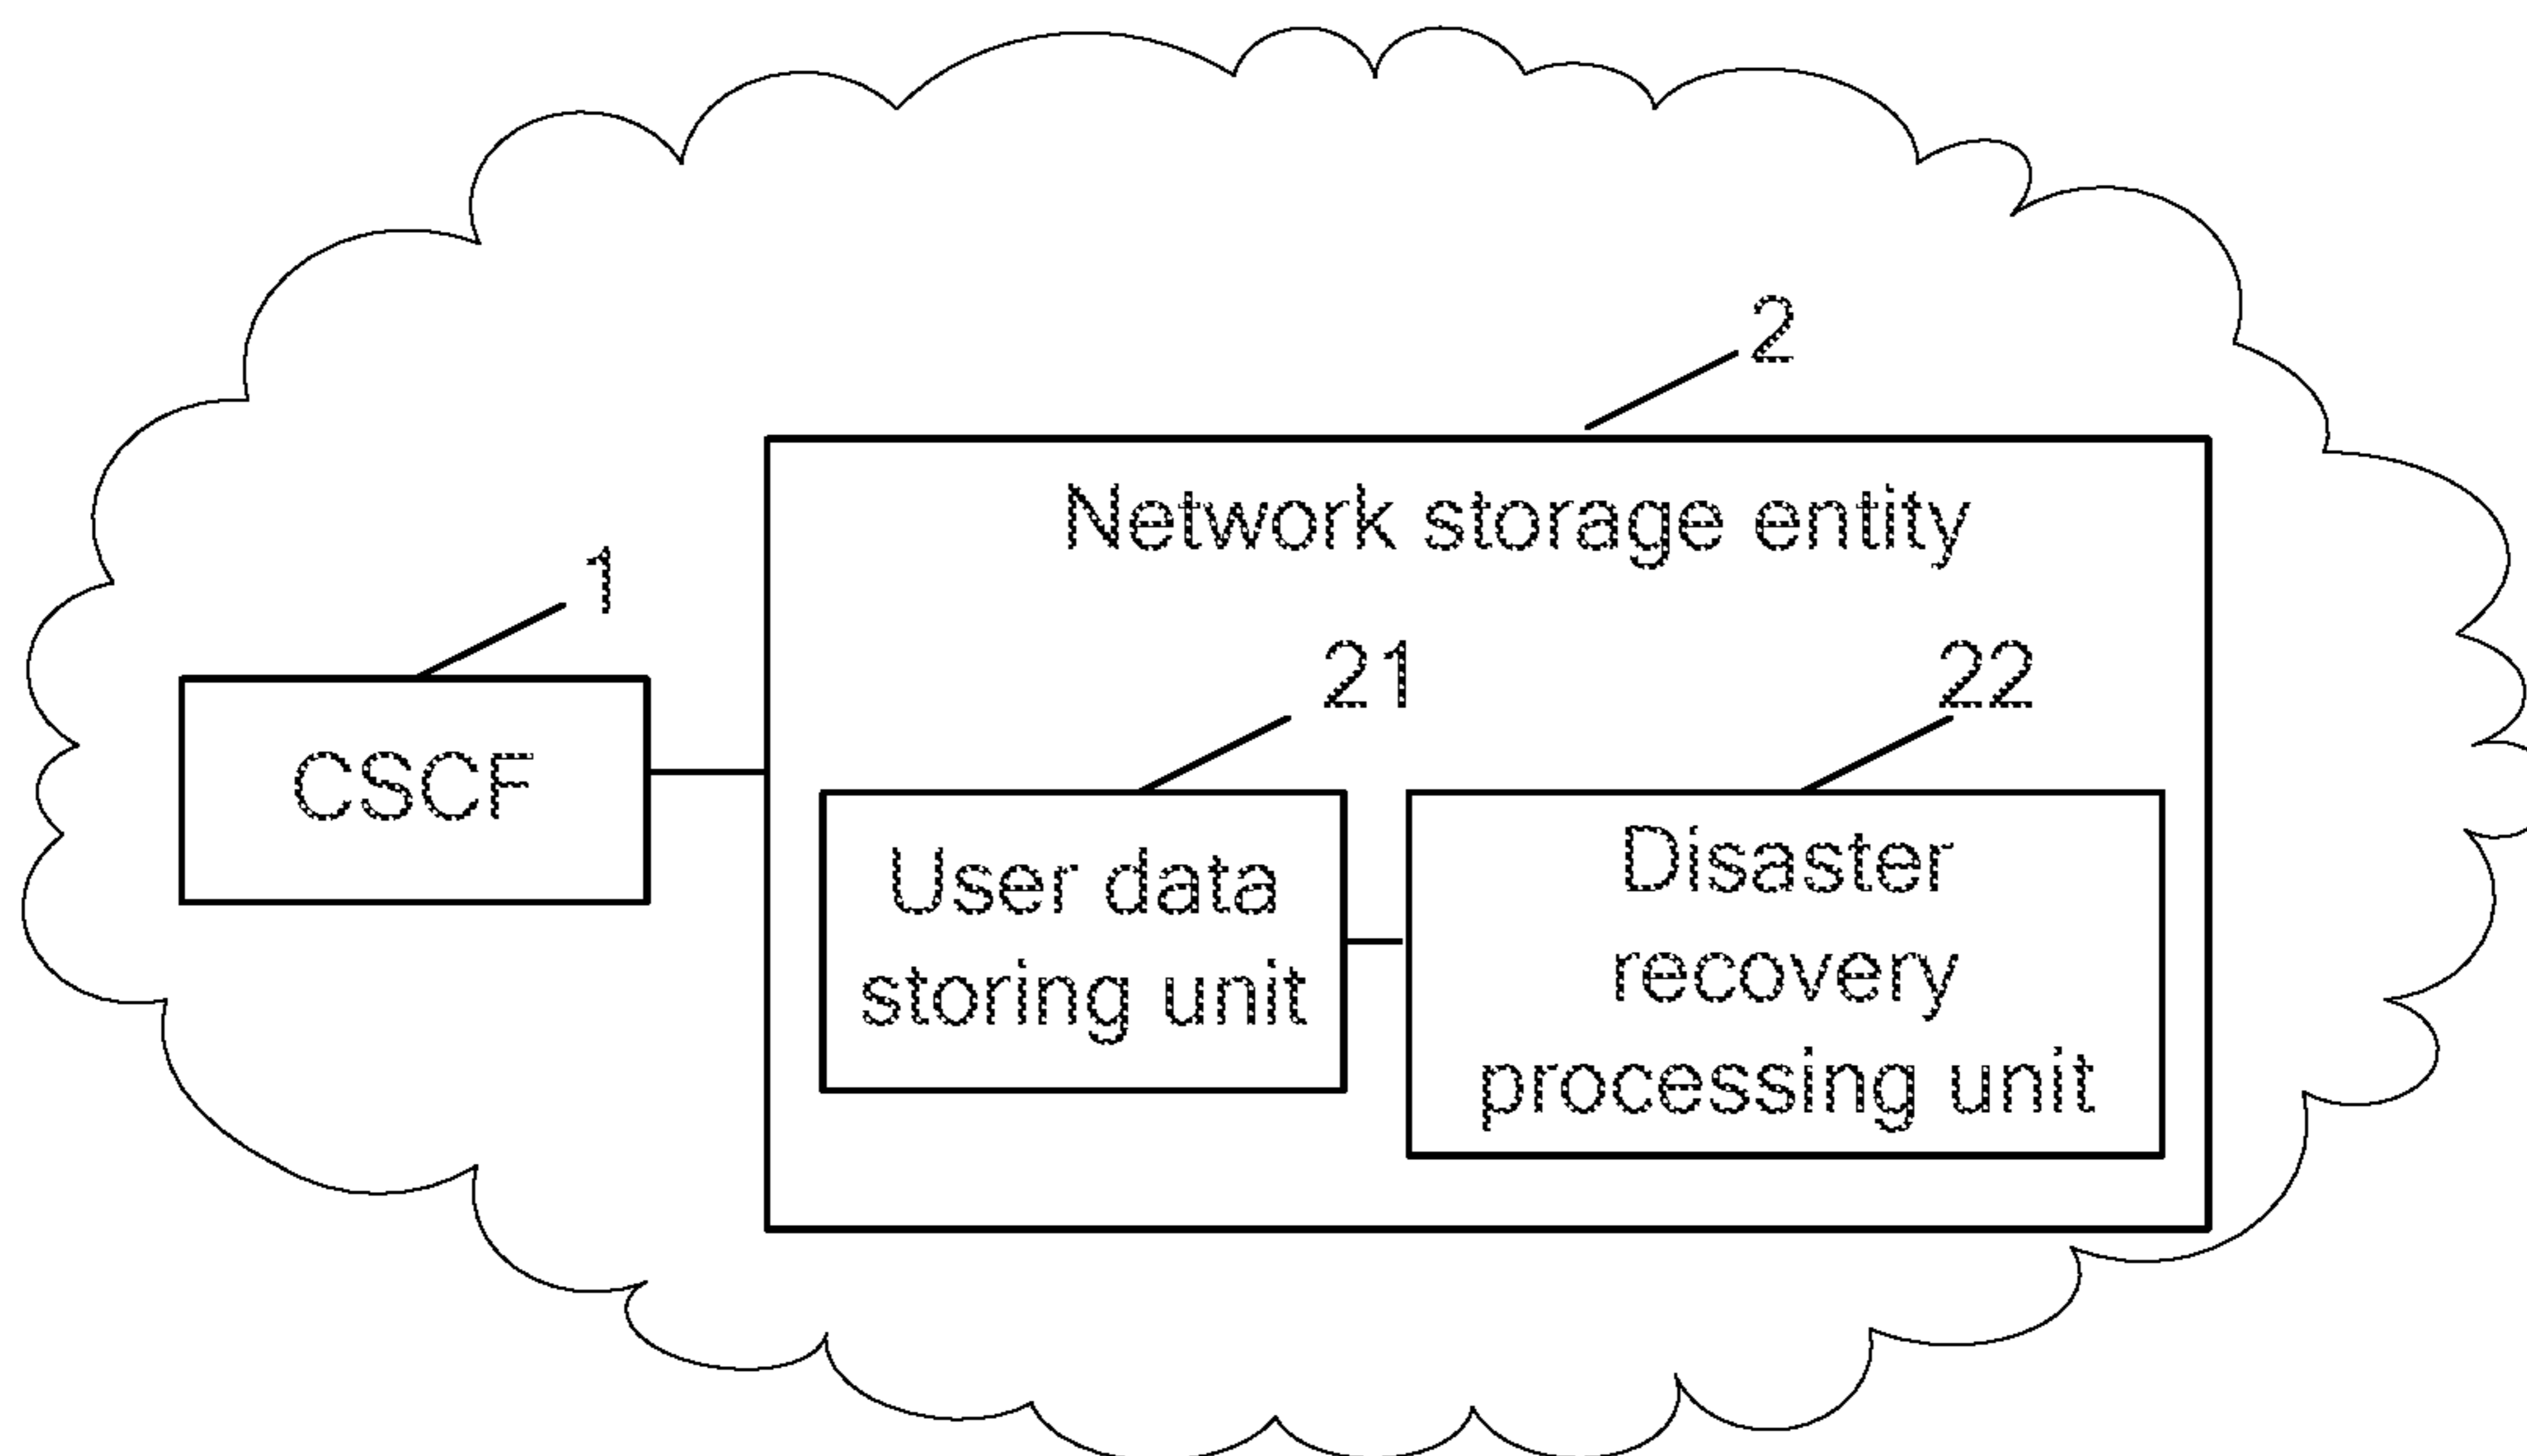 2
Network storage entity
1
CSCF
21
22
User data
storing unit
Disaster
recovery
processing unit